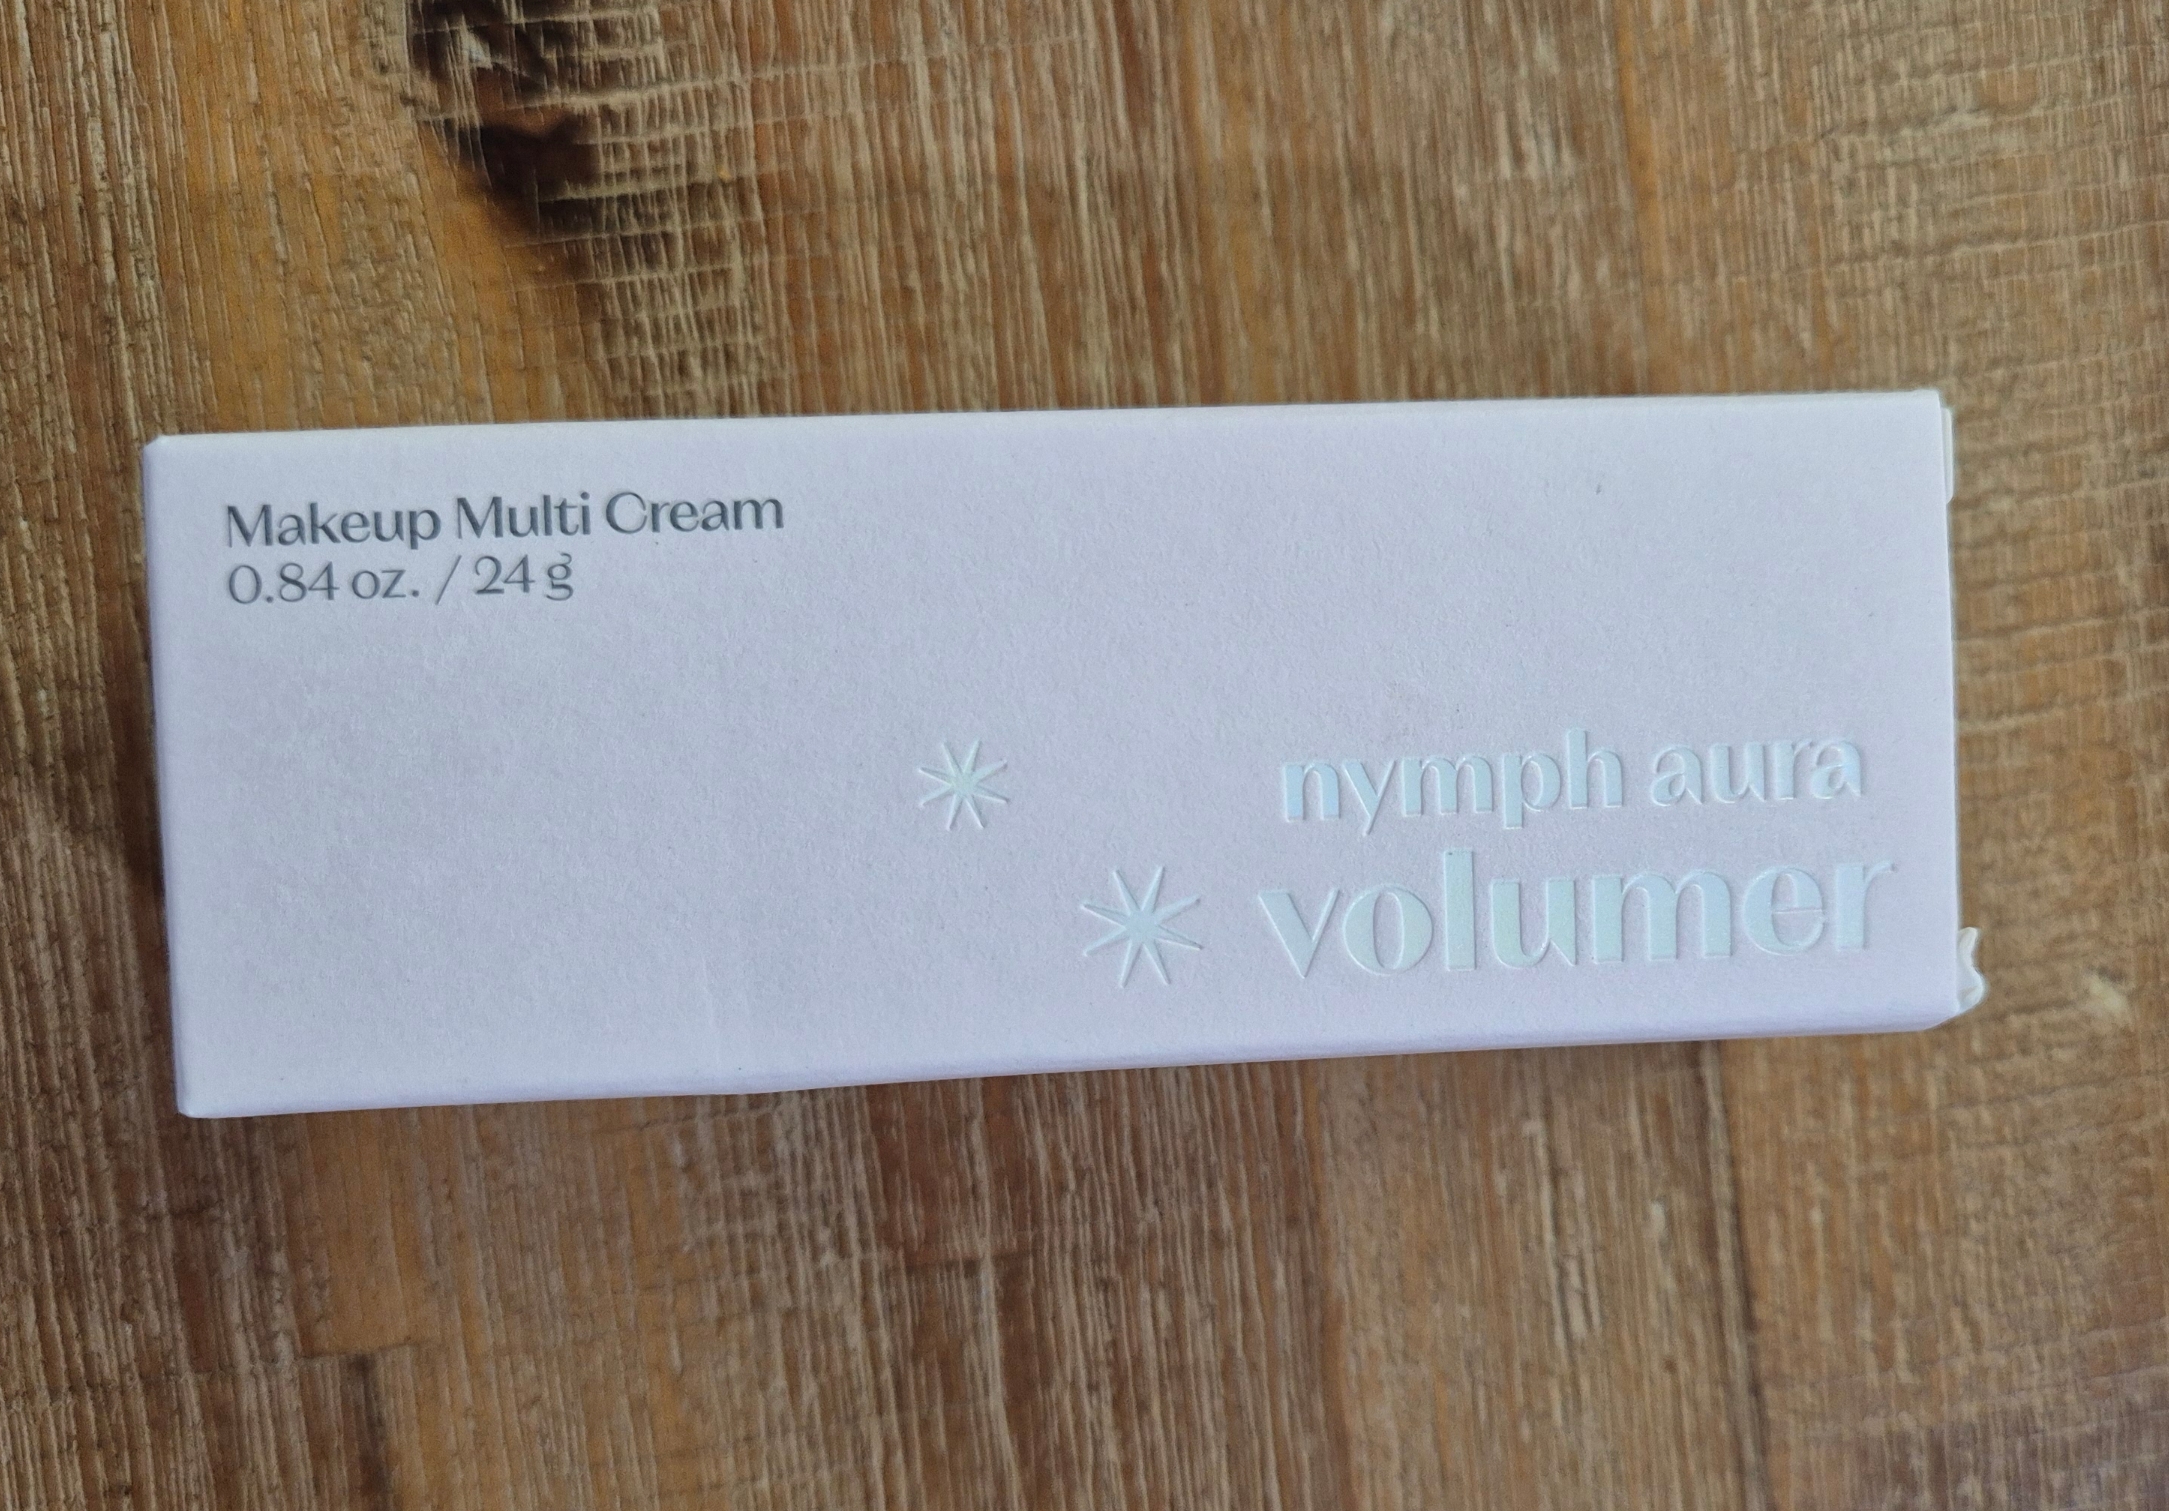 Makeup Multi Cream
0.84 oz. / 24 g
nymph aura
volumer